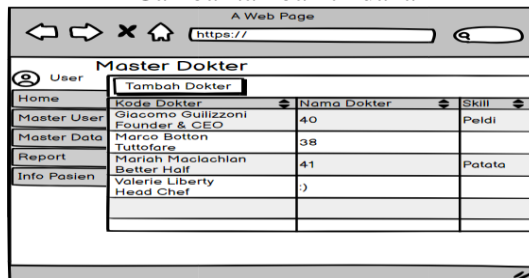 A Web Page
https://
Master Dokter
User
Tambah Dokter
Home
Master User
Master Data
Report
Info Pasien
Kode Dokter Nama Dokter Skill
Giacomo Guilizzoni
Founder & CEO
40
Peldi
Marco Botton
Tuttofare
38
Mariah Maclachlan
Better Half
41
Patata
Valerie Liberty
Head Chef
:)